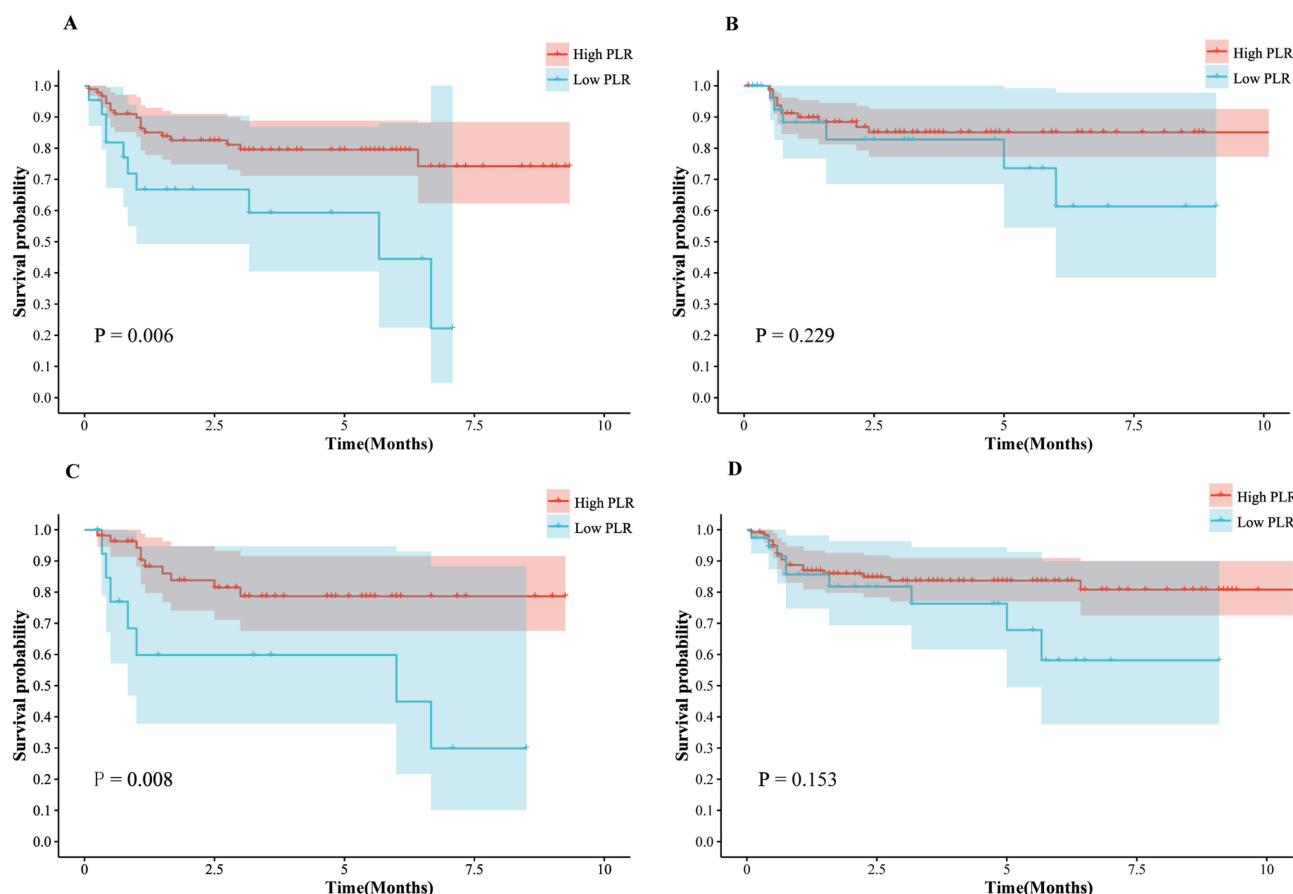 A
High PLR
Low PLR
1.0
0.9
0.8
0.7
0.6
0.5
0.4
0.3
0.2
0.1
0.0
Survival probability
P = 0.006
0
2.5
5
7.5
10
Time(Months)
B
High PLR
Low PLR
1.0
0.9
0.8
0.7
0.6
0.5
0.4
0.3
0.2
0.1
0.0
Survival probability
P = 0.229
0
2.5
5
7.5
10
Time(Months)
C
High PLR
Low PLR
1.0
0.9
0.8
0.7
0.6
0.5
0.4
0.3
0.2
0.1
0.0
Survival probability
P = 0.008
0
2.5
5
7.5
10
Time(Months)
D
High PLR
Low PLR
1.0
0.9
0.8
0.7
0.6
0.5
0.4
0.3
0.2
0.1
0.0
Survival probability
P = 0.153
0
2.5
5
7.5
10
Time(Months)